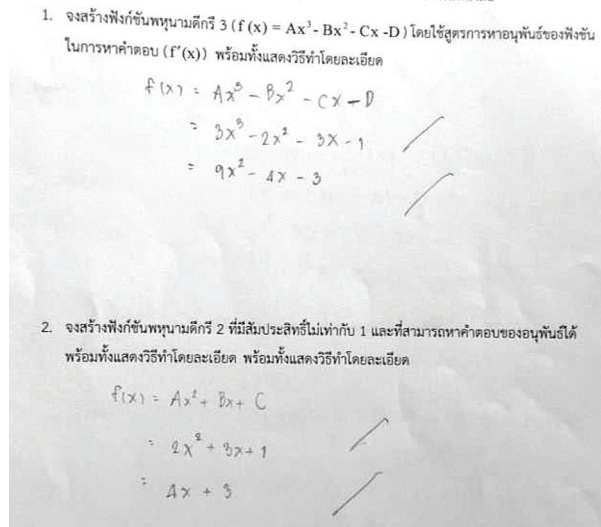 1. จงสร้างฟังก์ชันพหุนามดีกรี 3 ( f (x) = Ax³ - Bx² - Cx -D ) โดยใช้สูตรการหาอนุพันธ์ของฟังชัน
ในการหาคำตอบ (f′(x)) พร้อมทั้งแสดงวิธีทำโดยละเอียด
f(x) = Ax³ - Bx² - Cx - D
= 3x³ - 2x² - 3x - 1
= 9x² - 4x - 3
2. จงสร้างฟังก์ชันพหุนามดีกรี 2 ที่มีสัมประสิทธิ์ไม่เท่ากับ 1 และที่สามารถหาคำตอบของอนุพันธ์ได้
พร้อมทั้งแสดงวิธีทำโดยละเอียด พร้อมทั้งแสดงวิธีทำโดยละเอียด
f(x) = Ax² + Bx + C
= 2x² + 3x + 1
= 4x + 3